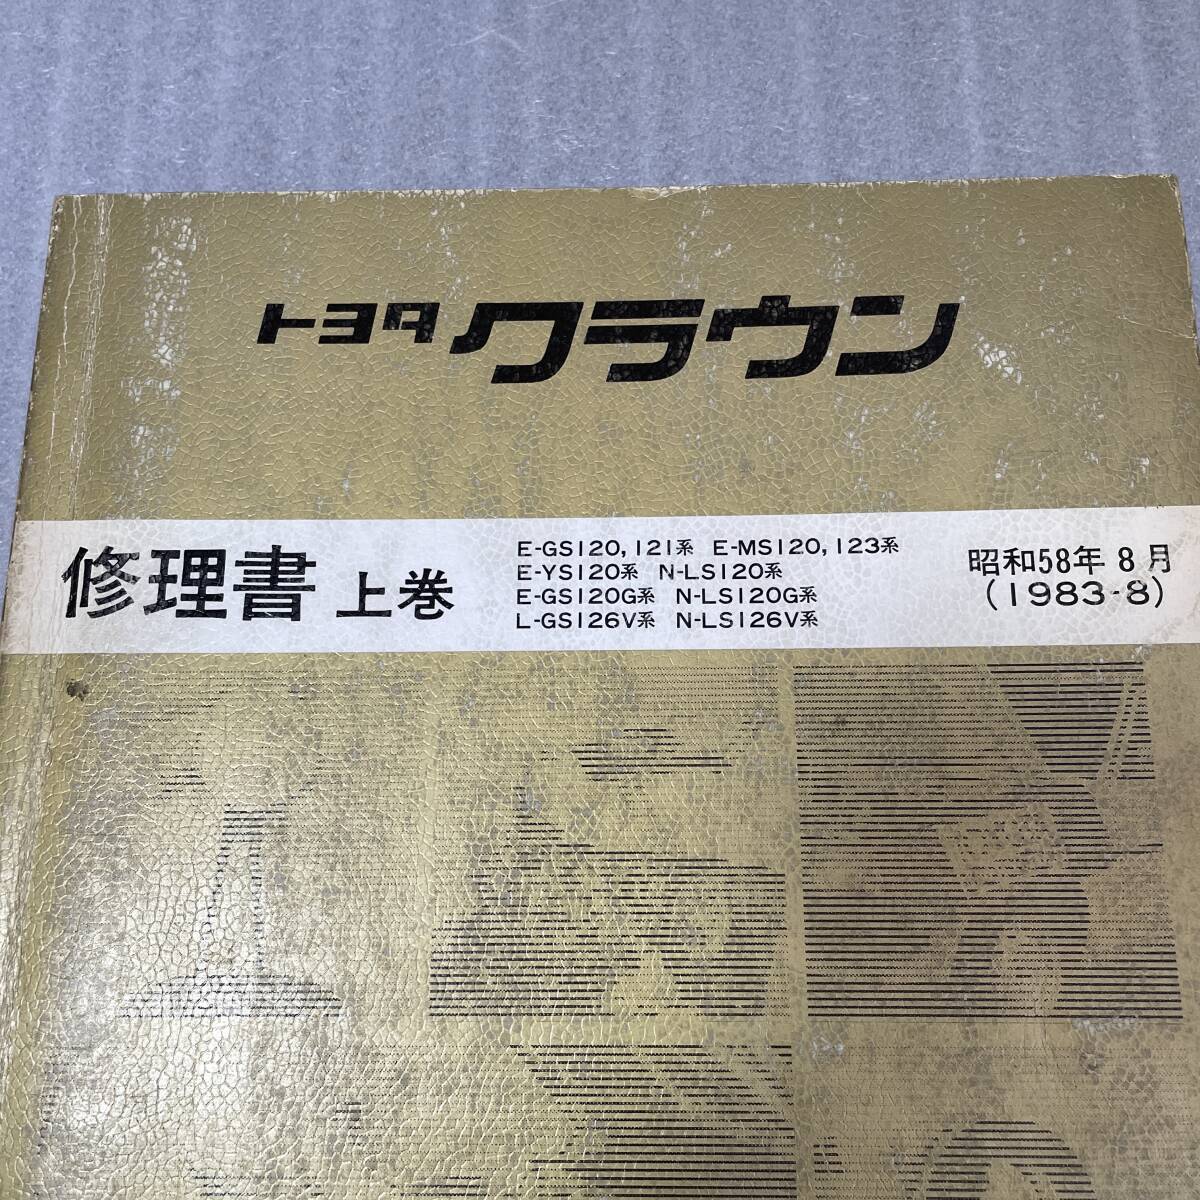 トヨタ クラウン
修理書 上巻
E-GS120, 121系 E-MS120, 123系
E-YS120系 N-LS120系
E-GS120G系 N-LS120G系
L-GS126V系 N-LS126V系
昭和58年8月
(1983-8)